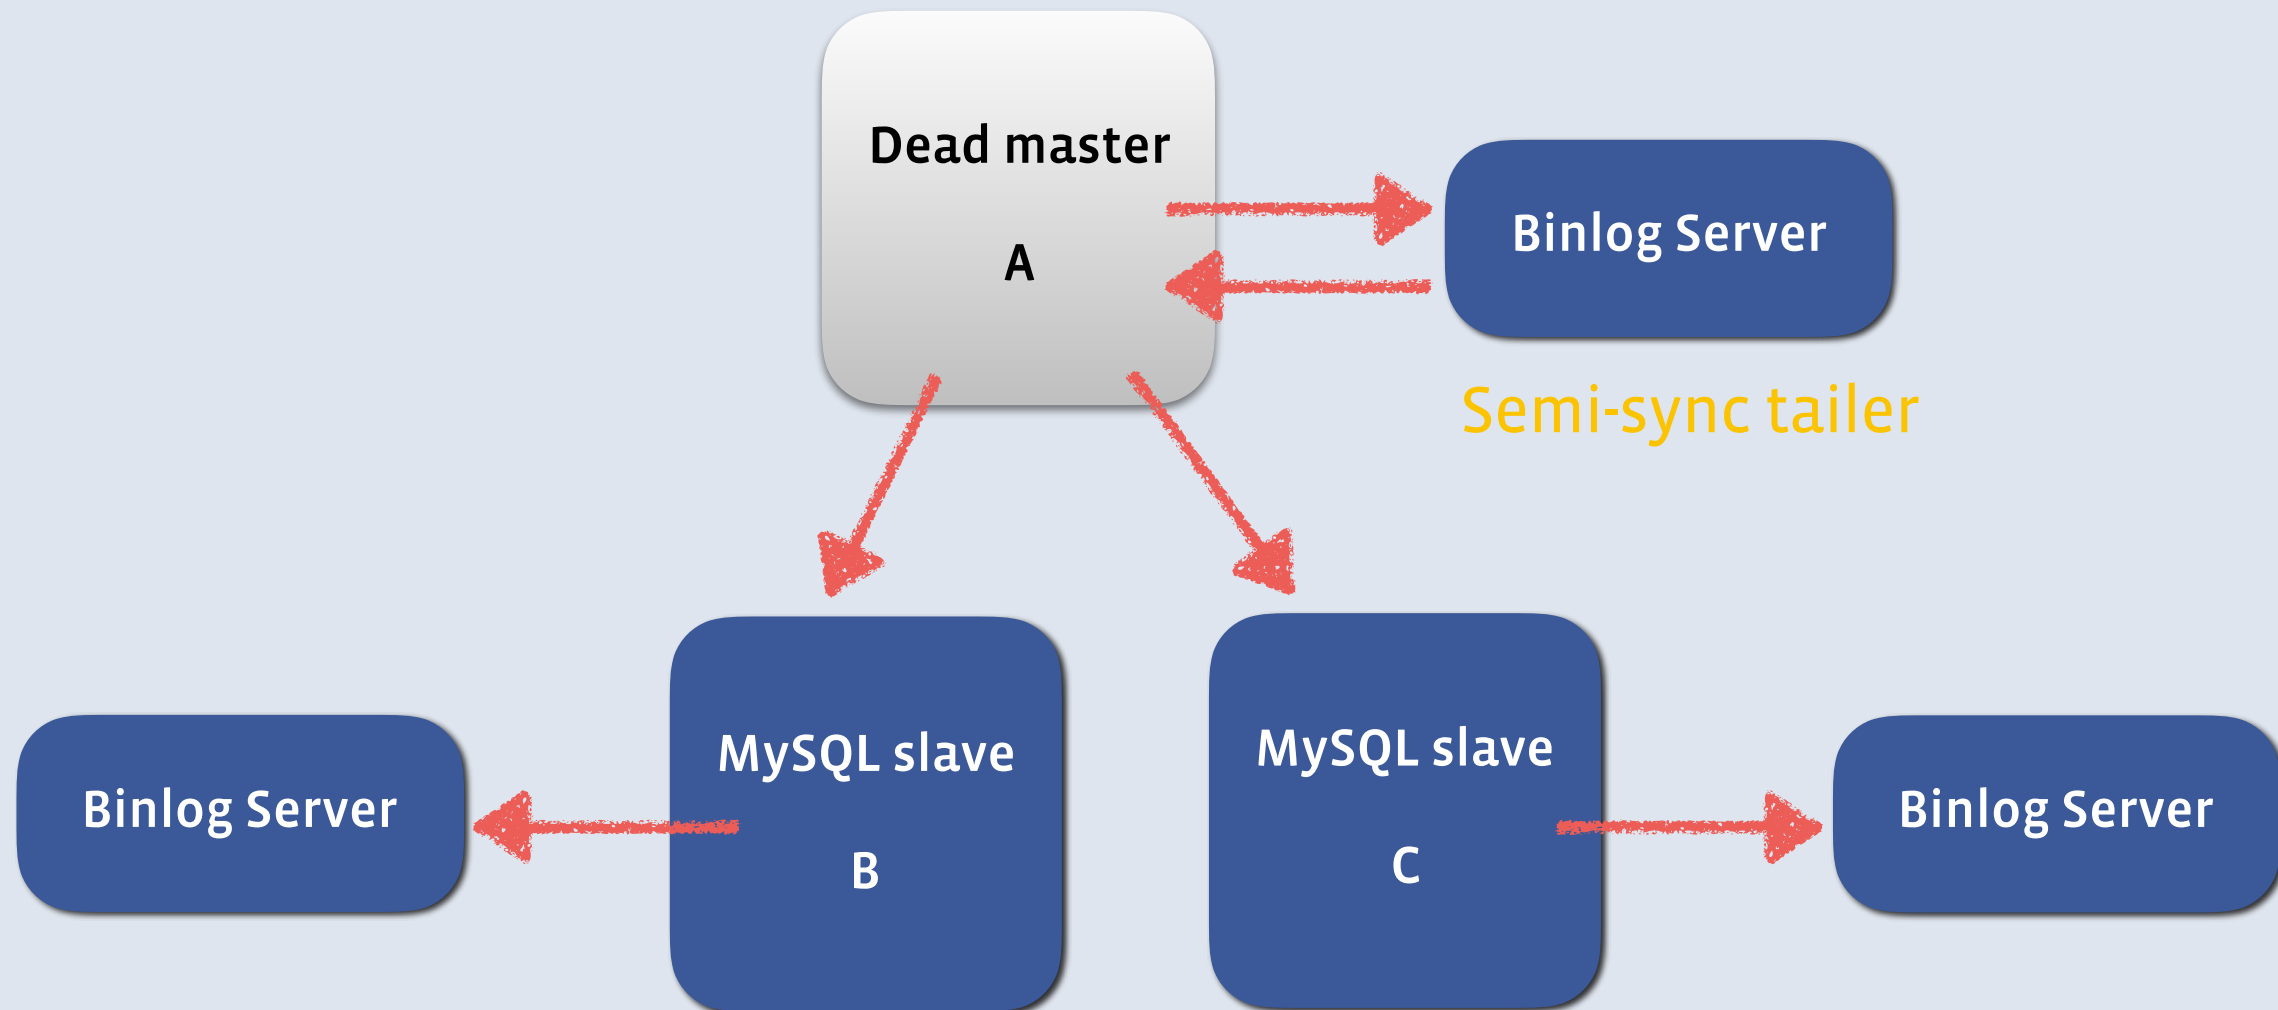 Dead master
A
Binlog Server
Semi-sync tailer
MySQL slave
B
MySQL slave
C
Binlog Server
Binlog Server